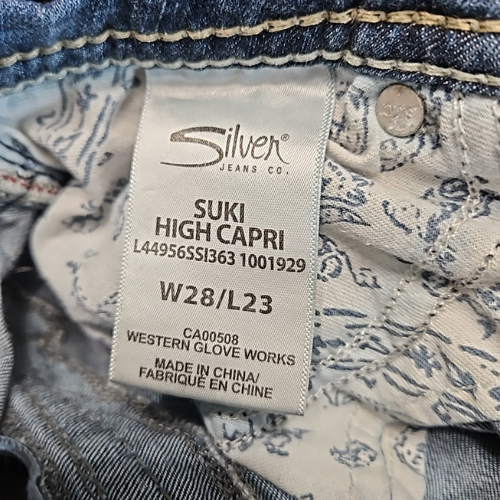 Silver®
JEANS CO.
SUKI
HIGH CAPRI
L44956SSI363 1001929
W28/L23
CA00508
WESTERN GLOVE WORKS
MADE IN CHINA/
FABRIQUÉ EN CHINE